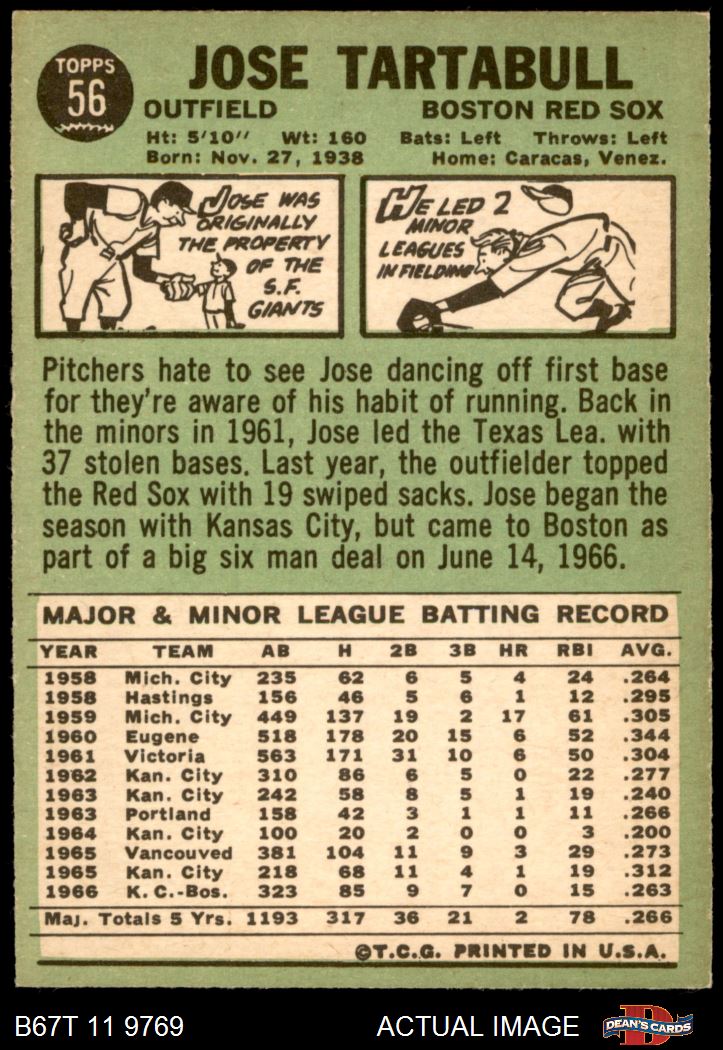 TOPPS
56
JOSE TARTABULL
OUTFIELD BOSTON RED SOX
Ht: 5'10'' Wt: 160 Bats: Left Throws: Left
Born: Nov. 27, 1938 Home: Caracas, Venez.
JOSE WAS
ORIGINALLY
THE PROPERTY
OF THE
S.F.
GIANTS
HE LED 2
MINOR
LEAGUES
IN FIELDING
Pitchers hate to see Jose dancing off first base
for they're aware of his habit of running. Back in
the minors in 1961, Jose led the Texas Lea. with
37 stolen bases. Last year, the outfielder topped
the Red Sox with 19 swiped sacks. Jose began the
season with Kansas City, but came to Boston as
part of a big six man deal on June 14, 1966.
MAJOR & MINOR LEAGUE BATTING RECORD
YEAR TEAM AB H 2B 3B HR RBI AVG.
1958 Mich. City 235 62 6 5 4 24 .264
1958 Hastings 156 46 5 6 1 12 .295
1959 Mich. City 449 137 19 2 17 61 .305
1960 Eugene 518 178 20 15 6 52 .344
1961 Victoria 563 171 31 10 6 50 .304
1962 Kan. City 310 86 6 5 0 22 .277
1963 Kan. City 242 58 8 5 1 19 .240
1963 Portland 158 42 3 1 1 11 .266
1964 Kan. City 100 20 2 0 0 3 .200
1965 Vancouved 381 104 11 9 3 29 .273
1965 Kan. City 218 68 11 4 1 19 .312
1966 K.C.-Bos. 323 85 9 7 0 15 .263
Maj. Totals 5 Yrs. 1193 317 36 21 2 78 .266
©T.C.G. PRINTED IN U.S.A.
B67T 11 9769 ACTUAL IMAGE D DEAN'S CARDS